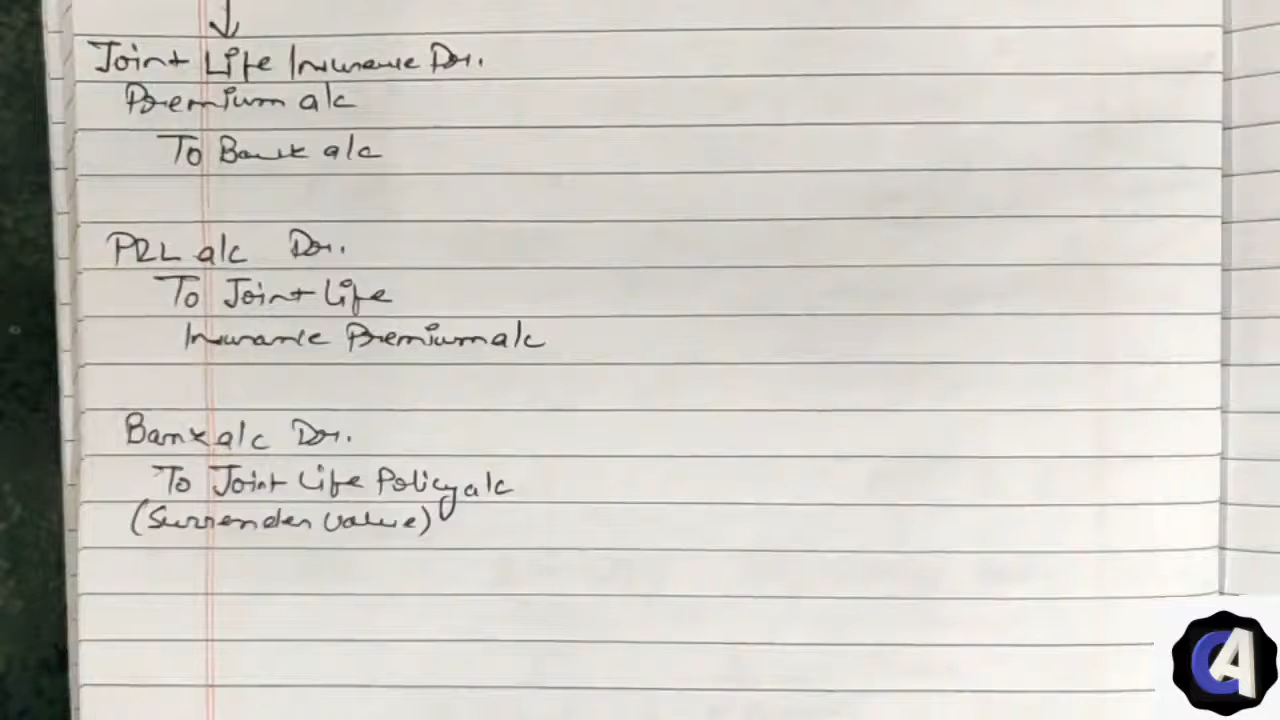 Joint Life Insurance Dr.
Premium a/c
To Bank a/c
P&L a/c Dr.
To Joint Life
Insurance Premium a/c
Bank a/c Dr.
To Joint Life Policy a/c
(Surrender value)
CA